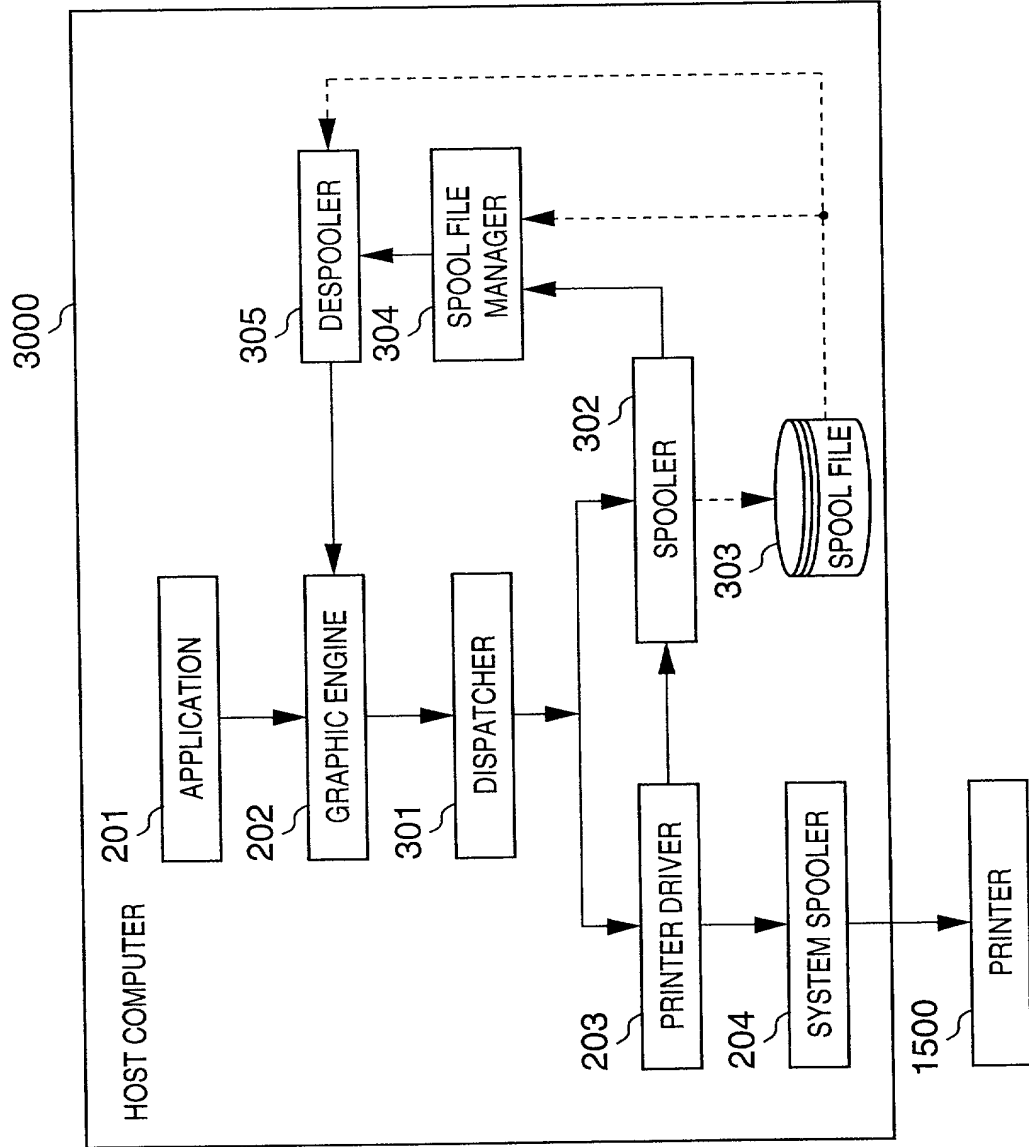 3000
HOST COMPUTER
201
APPLICATION
202
GRAPHIC ENGINE
305
DESPOOLER
301
DISPATCHER
304
SPOOL FILE
MANAGER
203
PRINTER DRIVER
302
SPOOLER
204
SYSTEM SPOOLER
303
SPOOL FILE
1500
PRINTER